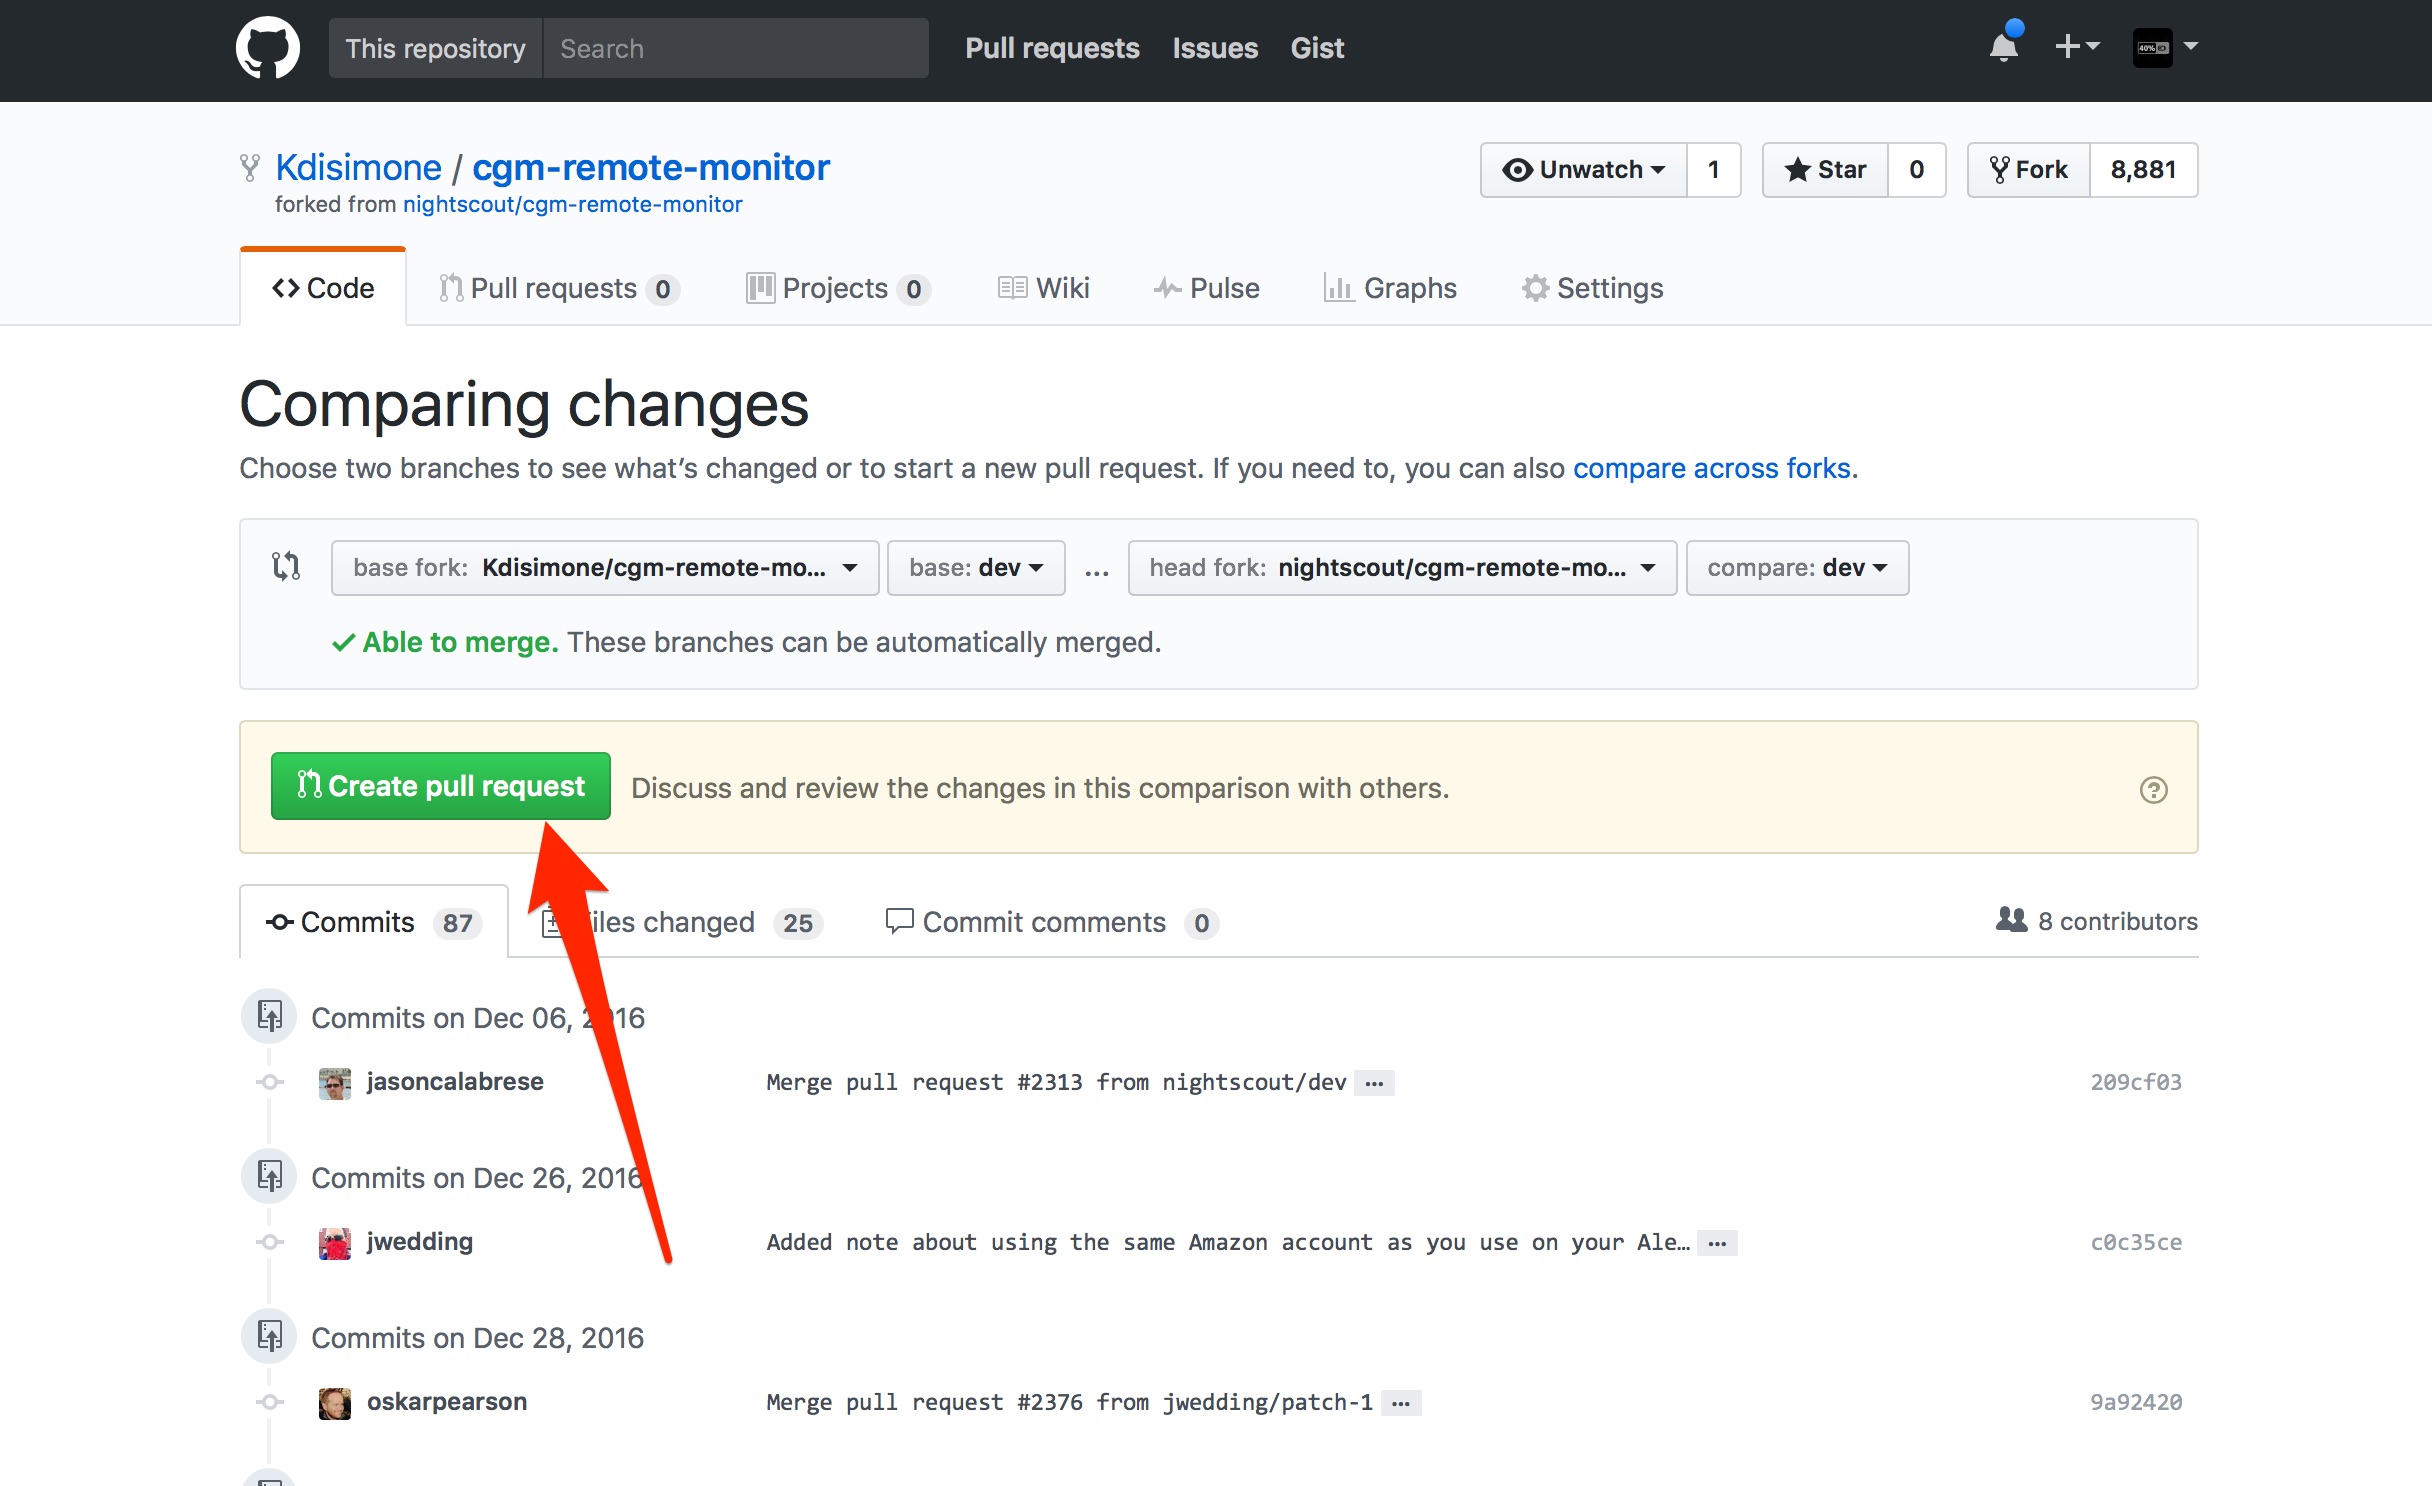 This repository Search Pull requests Issues Gist
40%
Kdisimone / cgm-remote-monitor
Unwatch 1 Star 0 Fork 8,881
forked from nightscout/cgm-remote-monitor
Code Pull requests 0 Projects 0 Wiki Pulse Graphs Settings
Comparing changes
Choose two branches to see what’s changed or to start a new pull request. If you need to, you can also compare across forks.
base fork: Kdisimone/cgm-remote-mo... base: dev ... head fork: nightscout/cgm-remote-mo... compare: dev
Able to merge. These branches can be automatically merged.
Create pull request Discuss and review the changes in this comparison with others.
Commits 87 iles changed 25 Commit comments 0 8 contributors
Commits on Dec 06, 2016
jasoncalabrese Merge pull request #2313 from nightscout/dev … 209cf03
Commits on Dec 26, 2016
jwedding Added note about using the same Amazon account as you use on your Ale… … c0c35ce
Commits on Dec 28, 2016
oskarpearson Merge pull request #2376 from jwedding/patch-1 … 9a92420